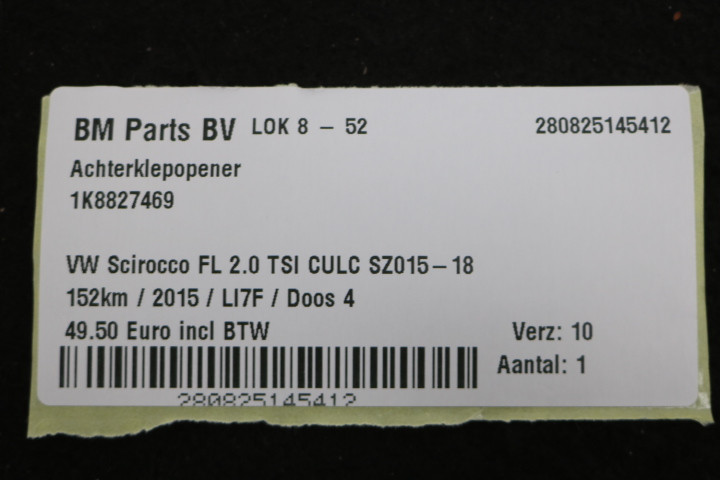 BM Parts BV LOK 8 - 52 280825145412
Achterklepopener
1K8827469
VW Scirocco FL 2.0 TSI CULC SZ015-18
152km / 2015 / LI7F / Doos 4
49.50 Euro incl BTW Verz: 10
Aantal: 1
280825145412